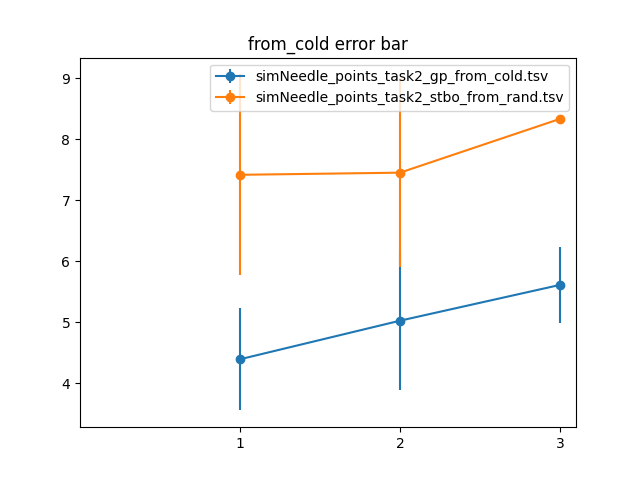 from_cold error bar
simNeedle_points_task2_gp_from_cold.tsv
simNeedle_points_task2_stbo_from_rand.tsv
9
8
7
6
5
4
1 2 3